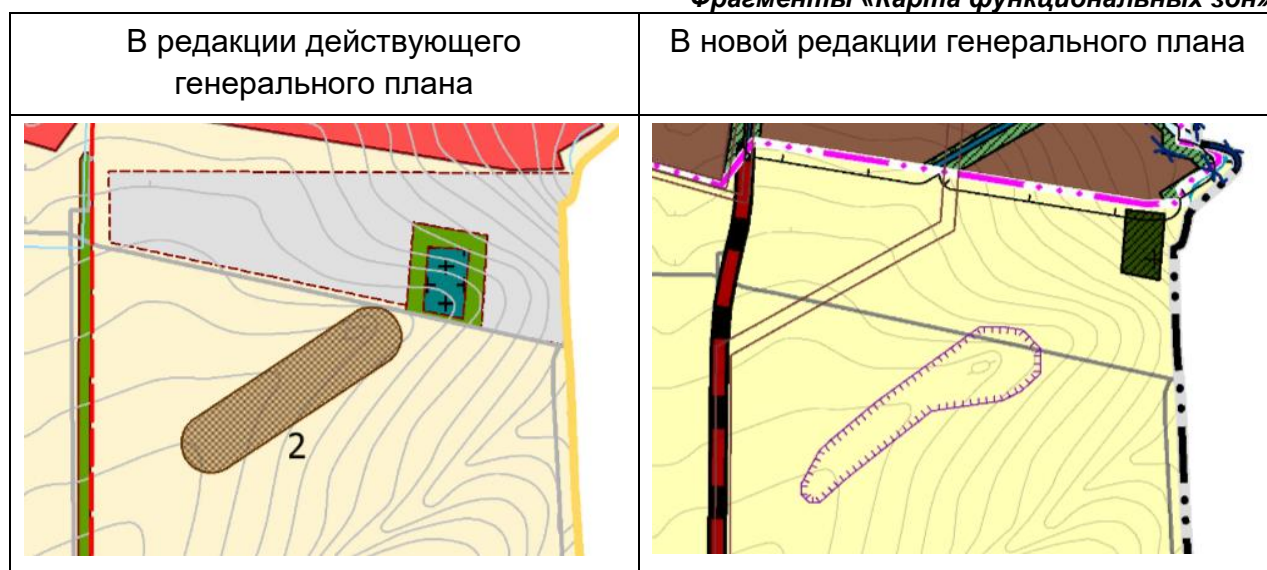 Фрагменты «Карта функциональных зон»
В редакции действующего
генерального плана
В новой редакции генерального плана
2